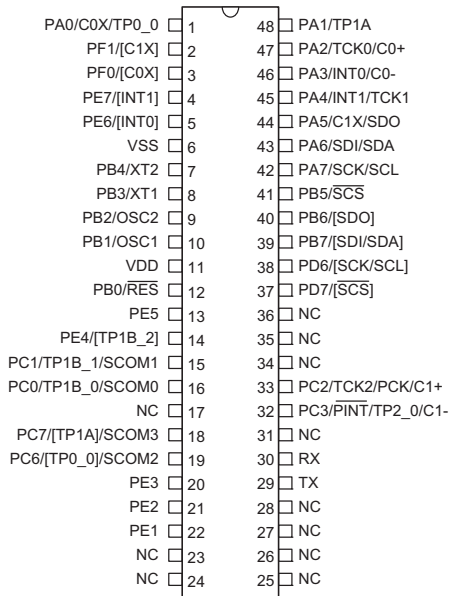 PA0/C0X/TP0_0 1 48 PA1/TP1A
PF1/[C1X] 2 47 PA2/TCK0/C0+
PF0/[C0X] 3 46 PA3/INT0/C0-
PE7/[INT1] 4 45 PA4/INT1/TCK1
PE6/[INT0] 5 44 PA5/C1X/SDO
VSS 6 43 PA6/SDI/SDA
PB4/XT2 7 42 PA7/SCK/SCL
PB3/XT1 8 41 PB5/SCS
PB2/OSC2 9 40 PB6/[SDO]
PB1/OSC1 10 39 PB7/[SDI/SDA]
VDD 11 38 PD6/[SCK/SCL]
PB0/RES 12 37 PD7/[SCS]
PE5 13 36 NC
PE4/[TP1B_2] 14 35 NC
PC1/TP1B_1/SCOM1 15 34 NC
PC0/TP1B_0/SCOM0 16 33 PC2/TCK2/PCK/C1+
NC 17 32 PC3/PINT/TP2_0/C1-
PC7/[TP1A]/SCOM3 18 31 NC
PC6/[TP0_0]/SCOM2 19 30 RX
PE3 20 29 TX
PE2 21 28 NC
PE1 22 27 NC
NC 23 26 NC
NC 24 25 NC